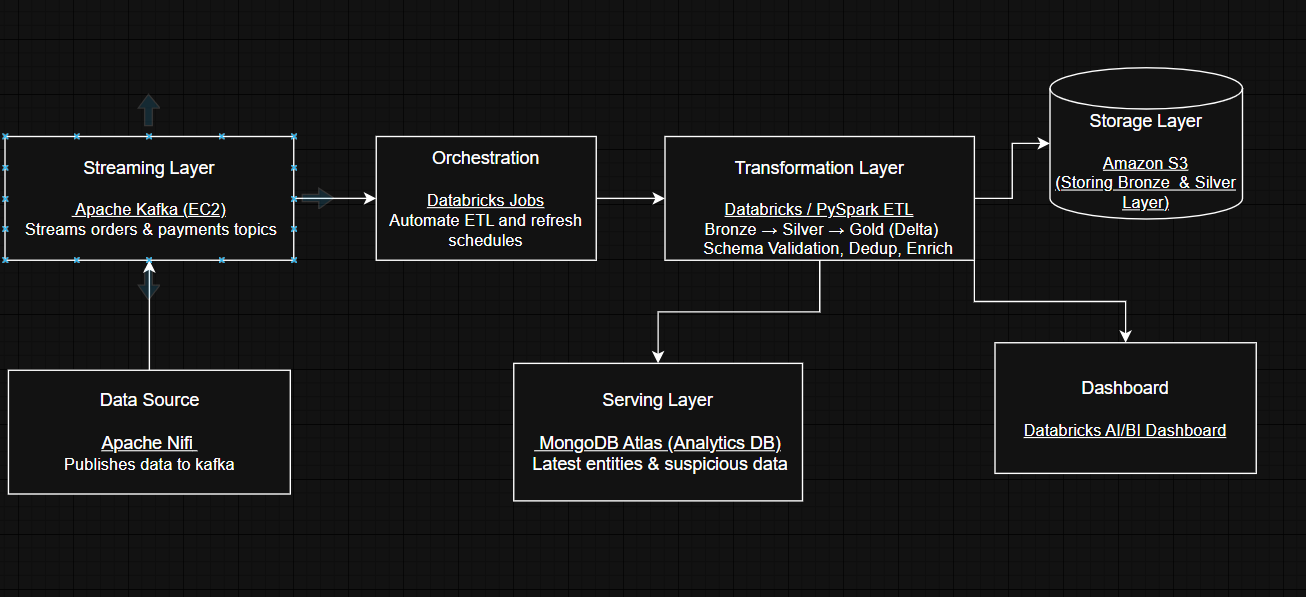 Streaming Layer
Apache Kafka (EC2)
Streams orders & payments topics
Orchestration
Databricks Jobs
Automate ETL and refresh
schedules
Transformation Layer
Databricks / PySpark ETL
Bronze → Silver → Gold (Delta)
Schema Validation, Dedup, Enrich
Storage Layer
Amazon S3
(Storing Bronze & Silver
Layer)
Data Source
Apache Nifi
Publishes data to kafka
Serving Layer
MongoDB Atlas (Analytics DB)
Latest entities & suspicious data
Dashboard
Databricks AI/BI Dashboard